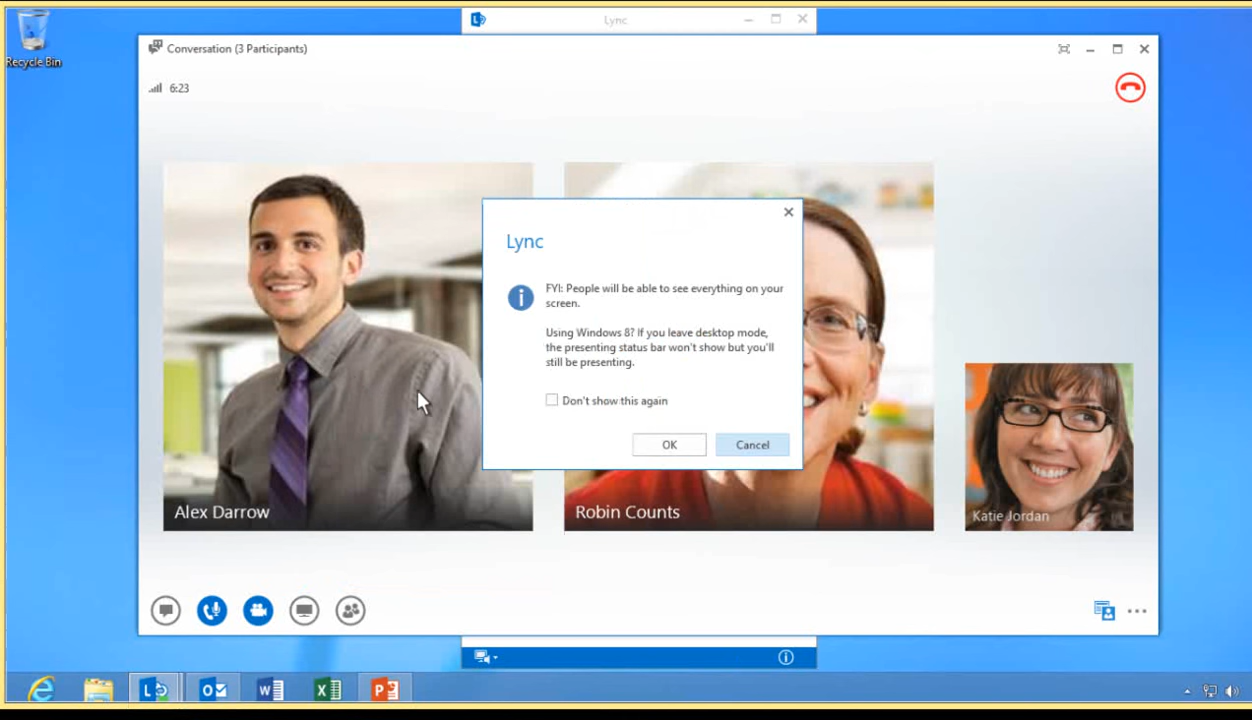 Lync
Recycle Bin
Conversation (3 Participants)
6:23
Lync
FYI: People will be able to see everything on your
screen.
Using Windows 8? If you leave desktop mode,
the presenting status bar won't show but you'll
still be presenting.
Don't show this again
OK
Cancel
Alex Darrow
Robin Counts
Katie Jordan